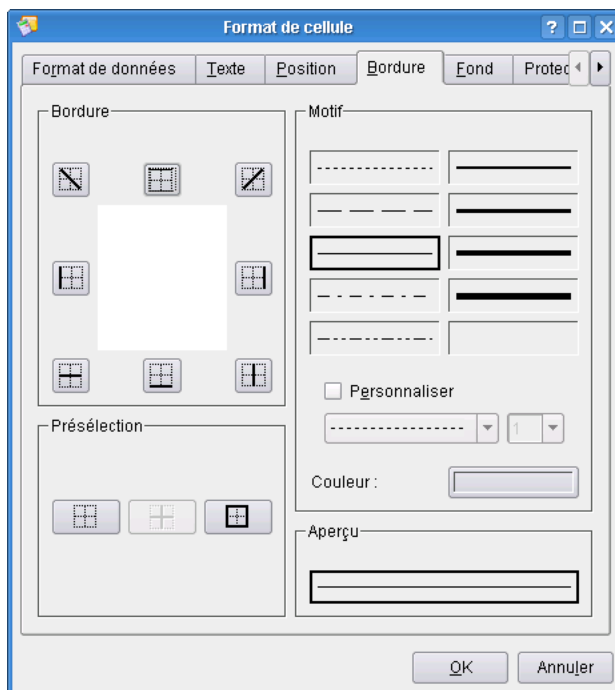 Format de cellule
Format de données Texte Position Bordure Fond Protec
Bordure
Motif
Personnaliser
1
Couleur :
Présélection
Aperçu
OK Annuler